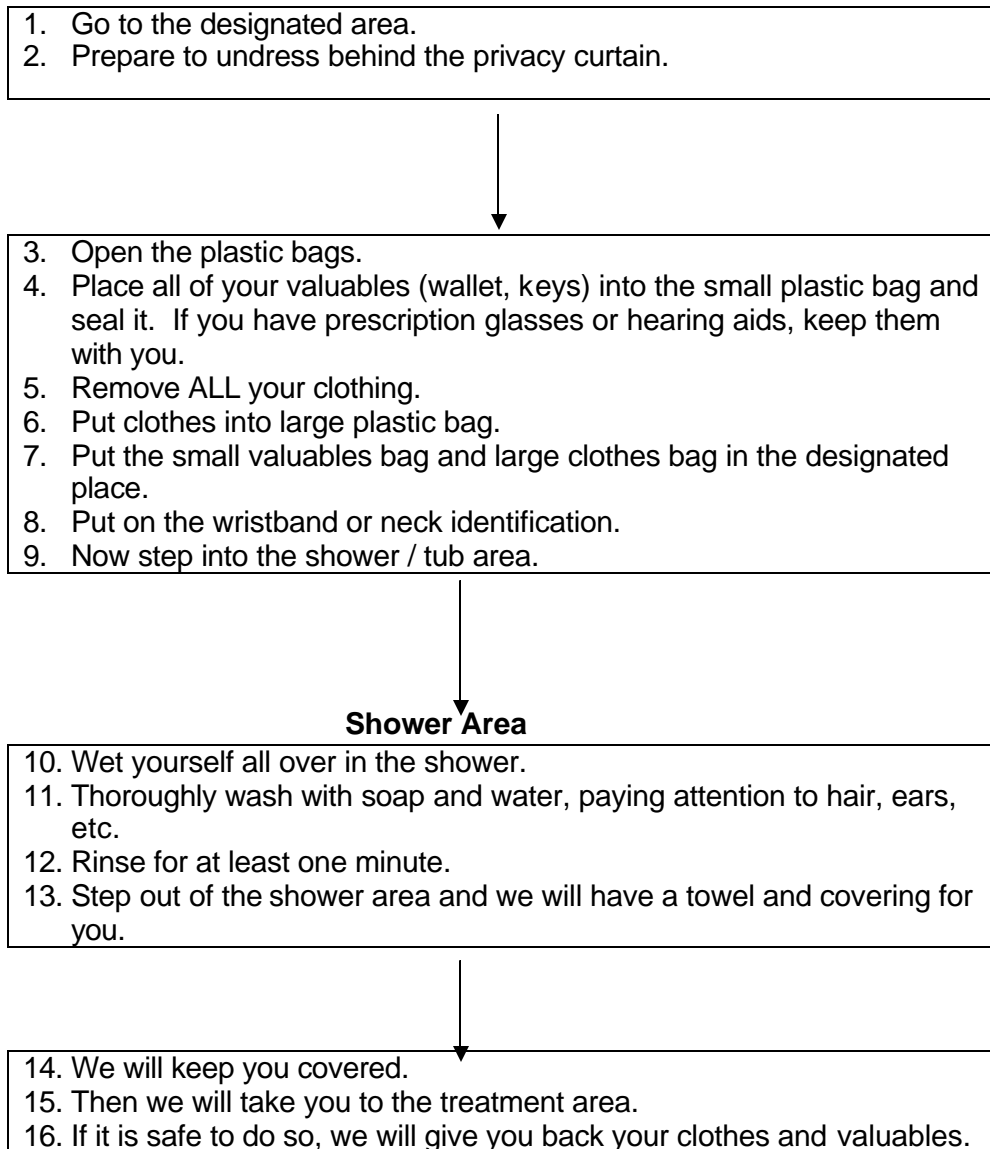 1. Go to the designated area.
2. Prepare to undress behind the privacy curtain.
3. Open the plastic bags.
4. Place all of your valuables (wallet, keys) into the small plastic bag and
seal it. If you have prescription glasses or hearing aids, keep them
with you.
5. Remove ALL your clothing.
6. Put clothes into large plastic bag.
7. Put the small valuables bag and large clothes bag in the designated
place.
8. Put on the wristband or neck identification.
9. Now step into the shower / tub area.
Shower Area
10. Wet yourself all over in the shower.
11. Thoroughly wash with soap and water, paying attention to hair, ears,
etc.
12. Rinse for at least one minute.
13. Step out of the shower area and we will have a towel and covering for
you.
14. We will keep you covered.
15. Then we will take you to the treatment area.
16. If it is safe to do so, we will give you back your clothes and valuables.